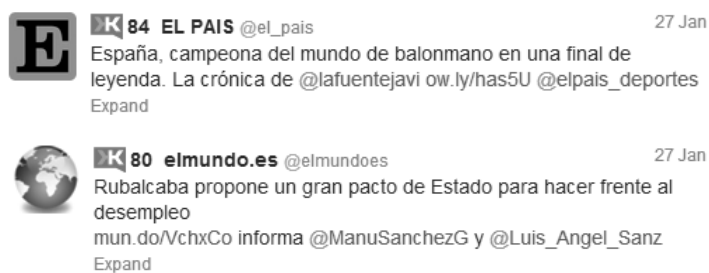 E K 84 EL PAIS @el_pais 27 Jan
España, campeona del mundo de balonmano en una final de
leyenda. La crónica de @lafuentejavi ow.ly/has5U @elpais_deportes
Expand
K 80 elmundo.es @elmundoes 27 Jan
Rubalcaba propone un gran pacto de Estado para hacer frente al
desempleo
mun.do/VchxCo informa @ManuSanchezG y @Luis_Angel_Sanz
Expand